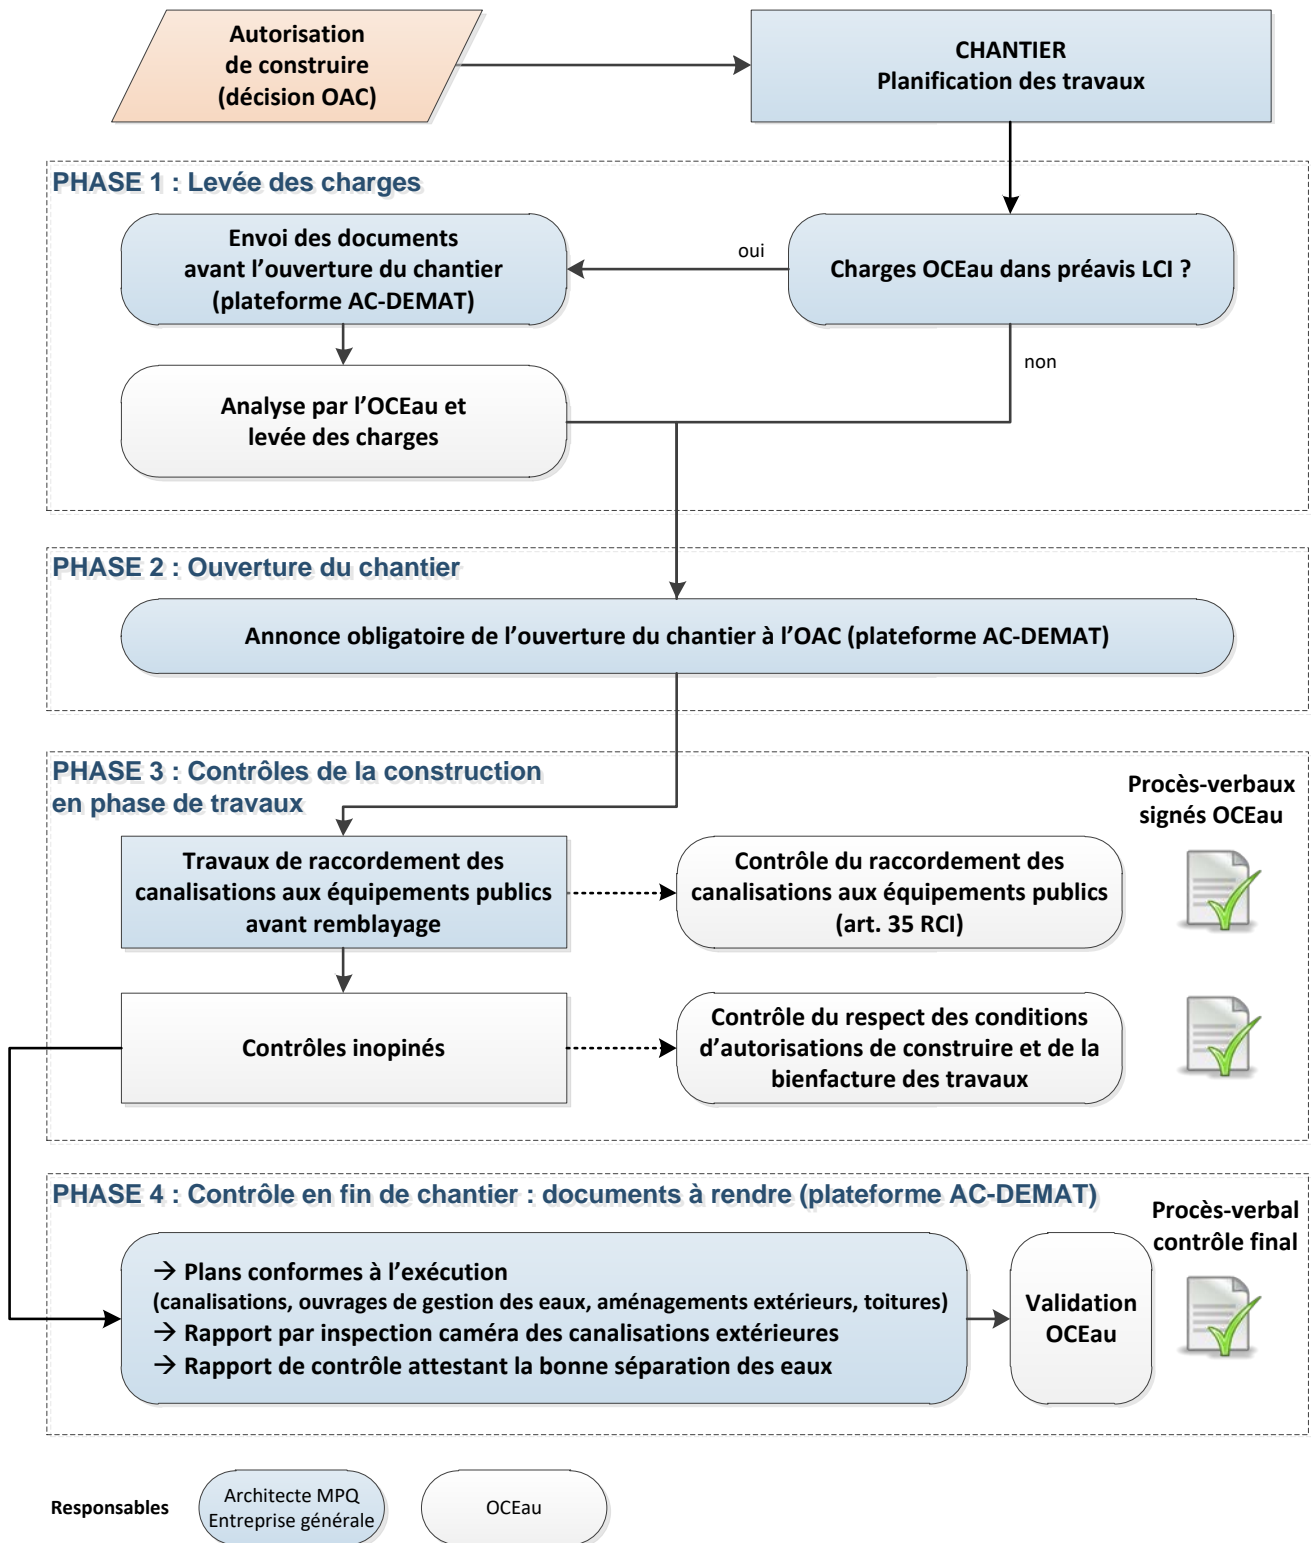 Autorisation
de construire
(décision OAC)
CHANTIER
Planification des travaux
PHASE 1 : Levée des charges
Envoi des documents
avant l’ouverture du chantier
(plateforme AC-DEMAT)
oui
Charges OCEau dans préavis LCI ?
non
Analyse par l’OCEau et
levée des charges
PHASE 2 : Ouverture du chantier
Annonce obligatoire de l’ouverture du chantier à l’OAC (plateforme AC-DEMAT)
PHASE 3 : Contrôles de la construction
en phase de travaux
Procès-verbaux
signés OCEau
Travaux de raccordement des
canalisations aux équipements publics
avant remblayage
Contrôle du raccordement des
canalisations aux équipements publics
(art. 35 RCI)
Contrôles inopinés
Contrôle du respect des conditions
d’autorisations de construire et de la
bienfacture des travaux
PHASE 4 : Contrôle en fin de chantier : documents à rendre (plateforme AC-DEMAT)
Procès-verbal
contrôle final
→ Plans conformes à l’exécution
(canalisations, ouvrages de gestion des eaux, aménagements extérieurs, toitures)
→ Rapport par inspection caméra des canalisations extérieures
→ Rapport de contrôle attestant la bonne séparation des eaux
Validation
OCEau
Responsables
Architecte MPQ
Entreprise générale
OCEau